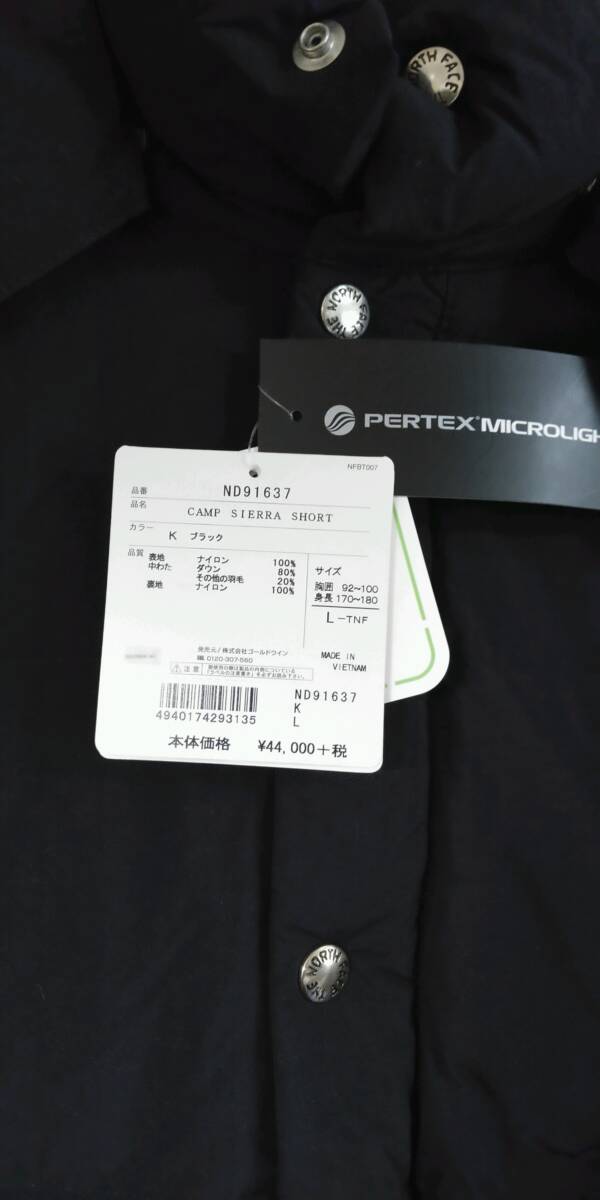 ORTH FACE
THE NORTH FACE
PERTEX® MICROLIGH
NFBT007
品番 ND91637
品名 CAMP SIERRA SHORT
カラー K ブラック
品質 表地 ナイロン 100%
中わた ダウン 80%
その他の羽毛 20%
裏地 ナイロン 100%
サイズ
胸囲 92~100
身長 170~180
L-TNF
発売元/株式会社ゴールドウイン
0120-307-560
MADE IN
VIETNAM
注意
ND91637
K
L
4940174293135
本体価格 ¥44,000+税
THE NORTH FACE